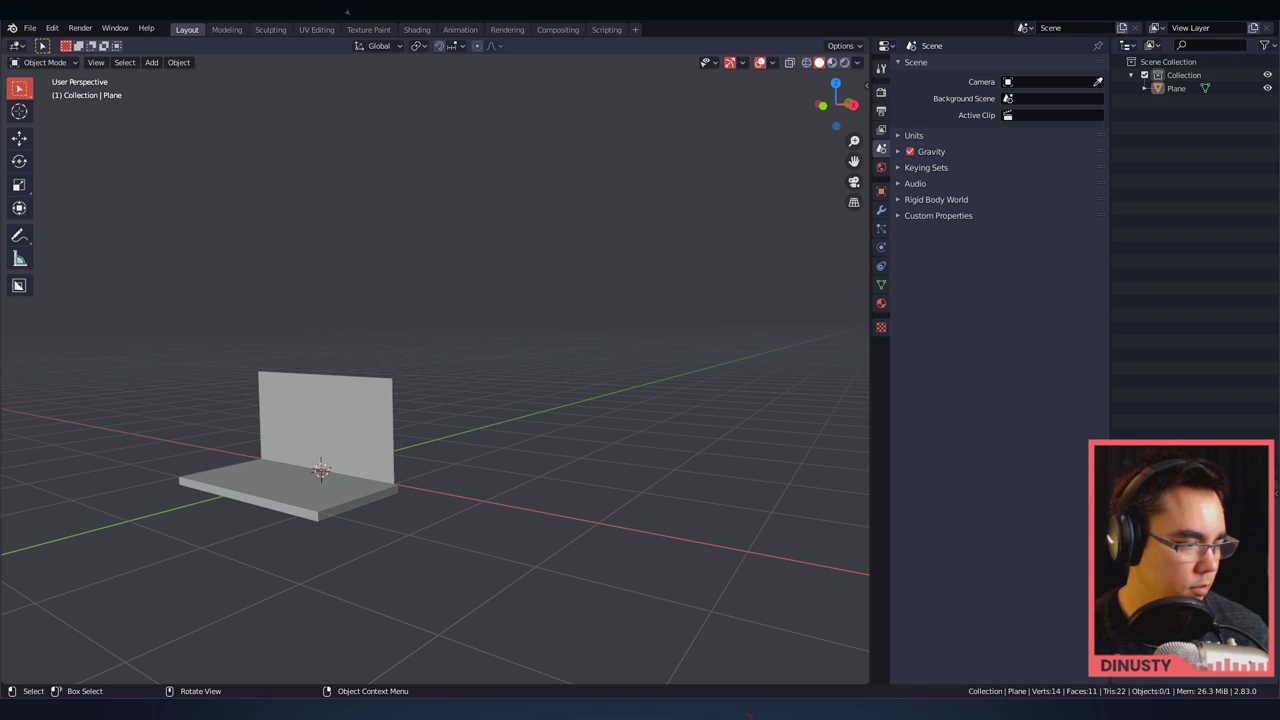 File Edit Render Window Help Layout Modeling Sculpting UV Editing Texture Paint Shading Animation Rendering Compositing Scripting + Scene View Layer
Global Options Scene
Object Mode View Select Add Object Scene
User Perspective
(1) Collection | Plane
Z
X
Camera
Background Scene
Active Clip
Units
Gravity
Keying Sets
Audio
Rigid Body World
Custom Properties
Scene Collection
Collection
Plane
DINUSTY
Select Box Select Rotate View Object Context Menu Collection | Plane | Verts:14 | Faces:11 | Tris:22 | Objects:0/1 | Mem: 26.3 MiB | 2.83.0